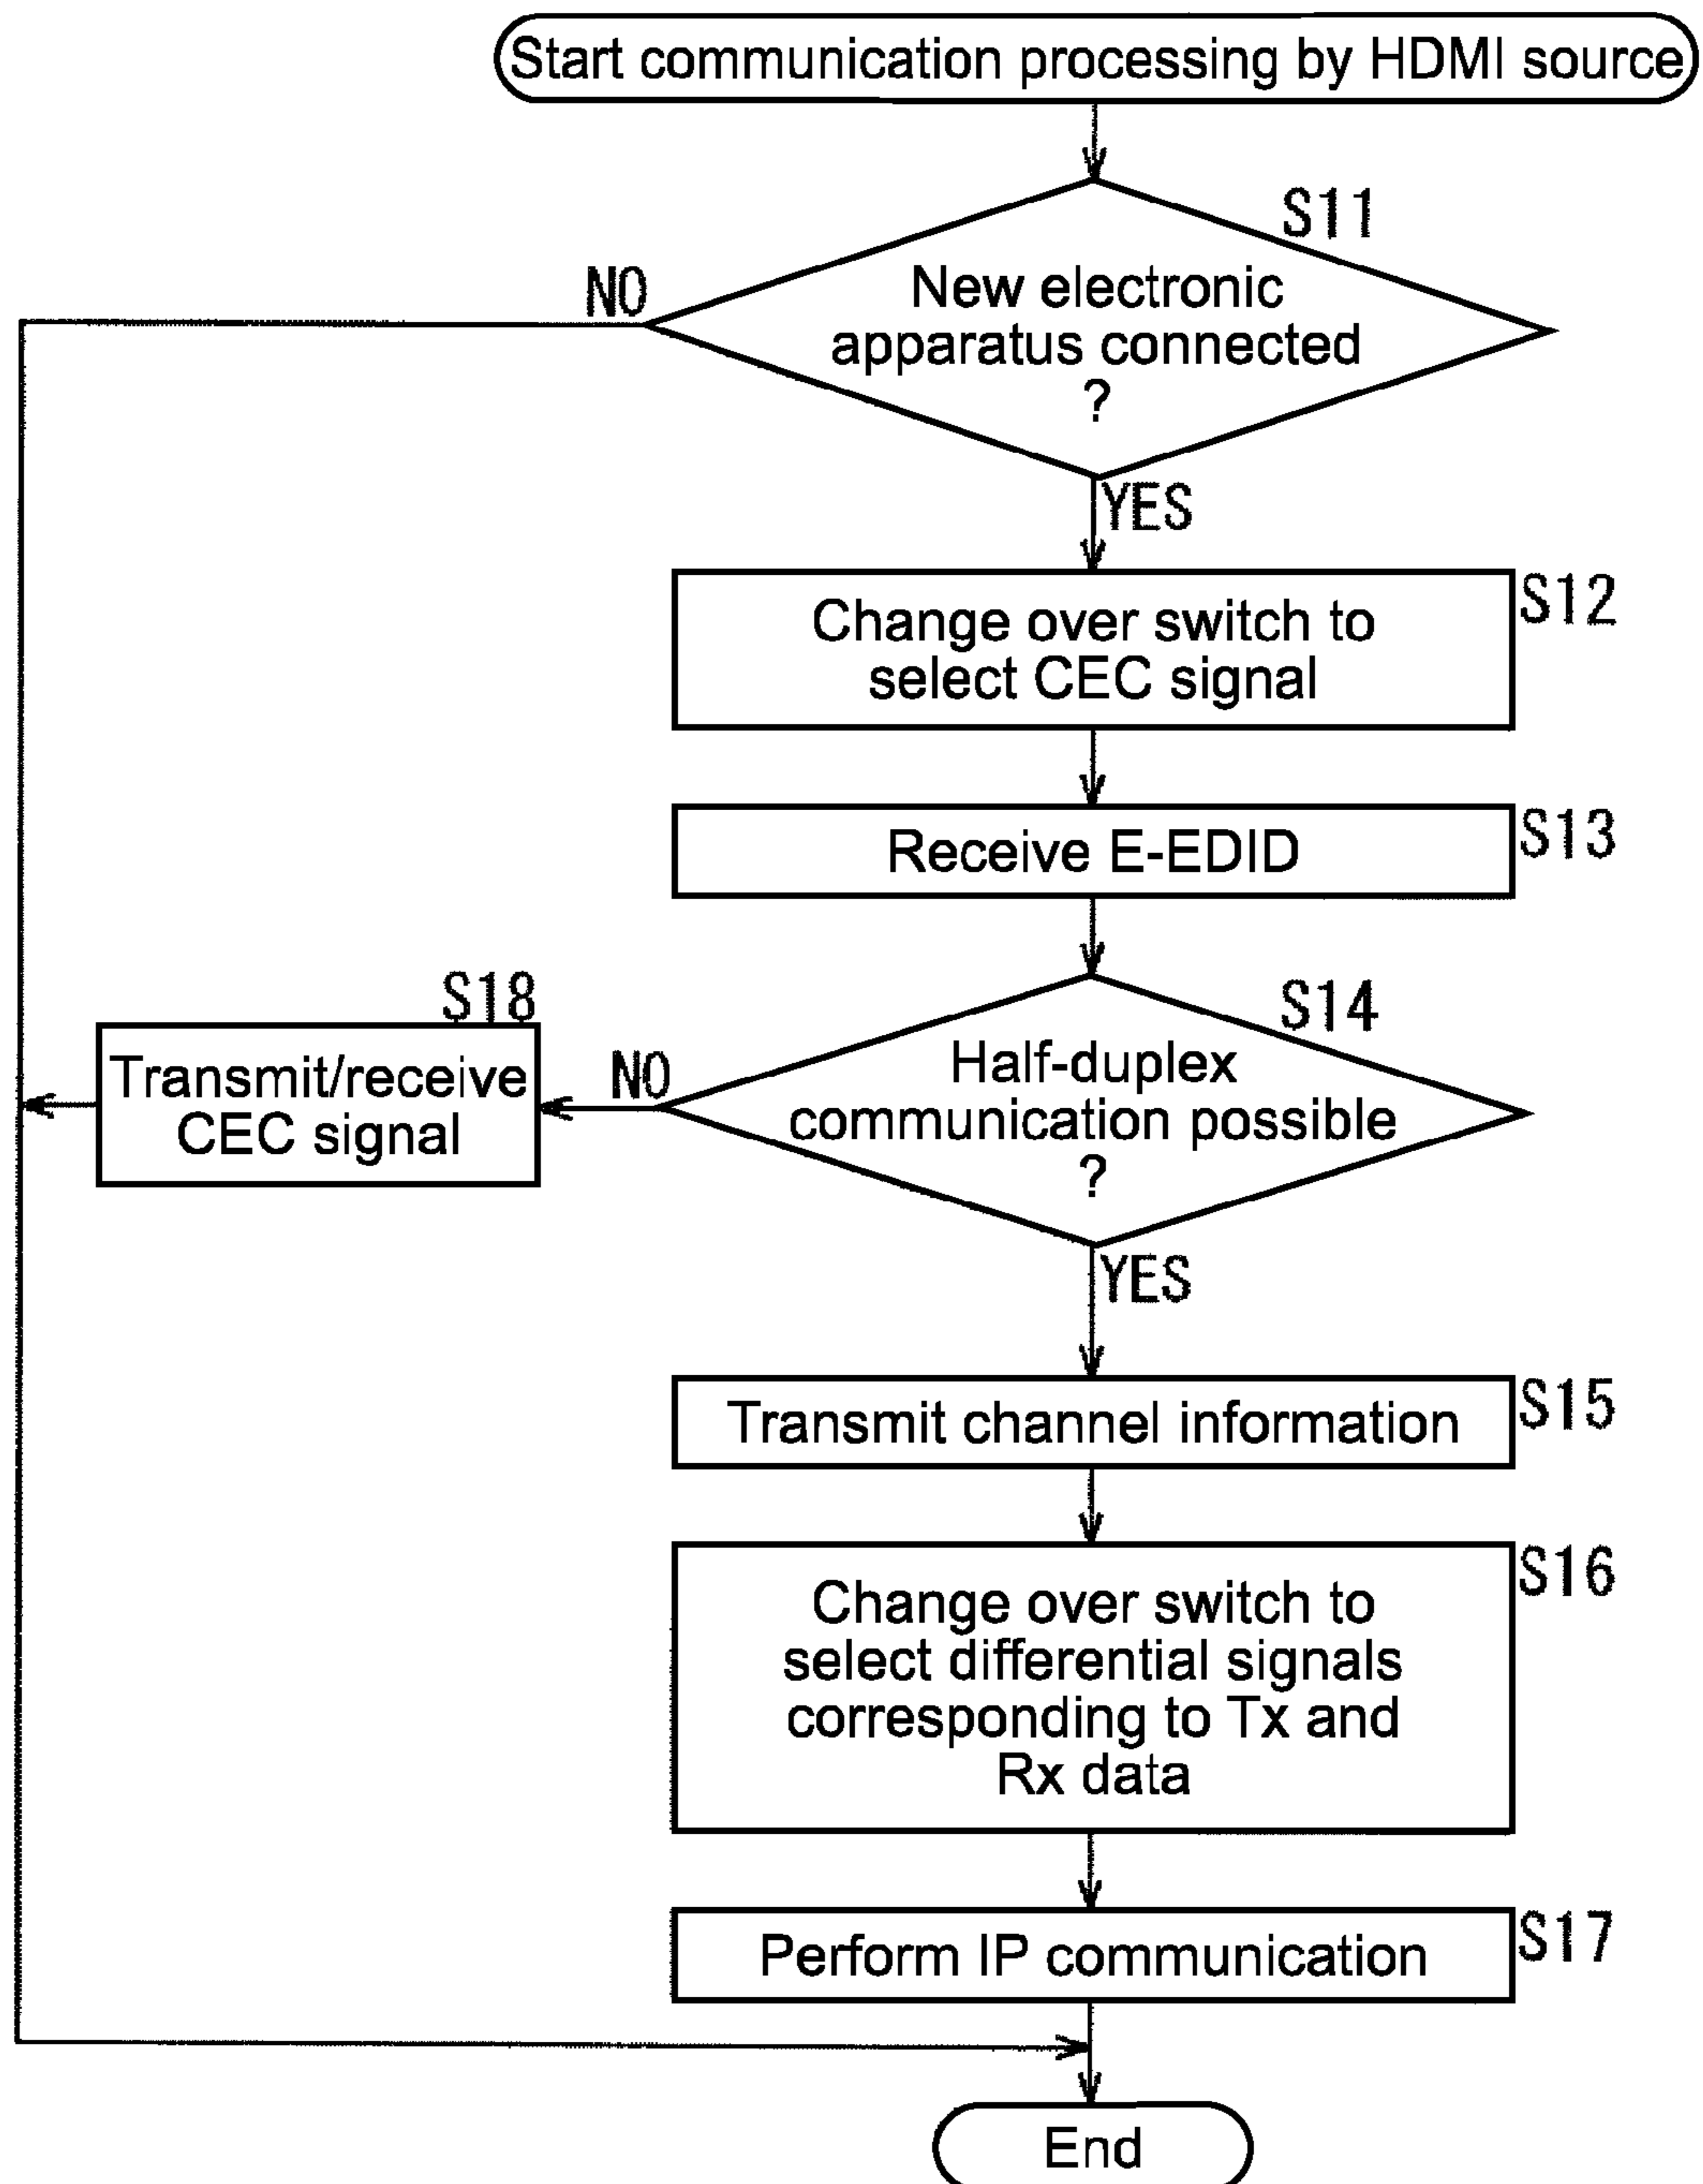 Start communication processing by HDMI source
S11
NO
New electronic
apparatus connected
?
YES
S12
Change over switch to
select CEC signal
S13
Receive E-EDID
S18
S14
Transmit/receive
CEC signal
NO
Half-duplex
communication possible
?
YES
S15
Transmit channel information
S16
Change over switch to
select differential signals
corresponding to Tx and
Rx data
S17
Perform IP communication
End